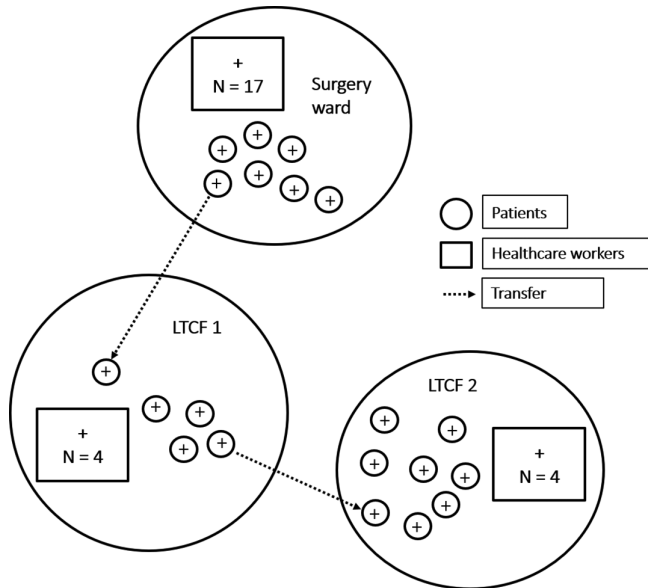 +
N = 17
Surgery
ward
+
+ +
+ +
+
+
Patients
Healthcare workers
Transfer
LTCF 1
+
+ +
+ +
+
N = 4
LTCF 2
+ +
+ + +
+
+ +
+
N = 4